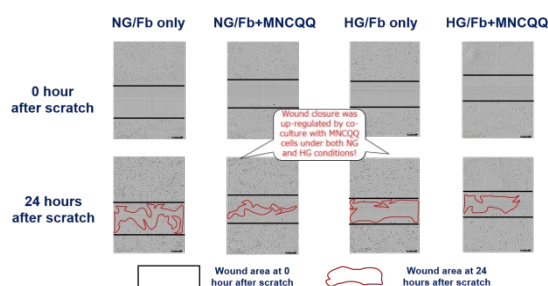 NG/Fb only
NG/Fb+MNCQQ
HG/Fb only
HG/Fb+MNCQQ
0 hour
after scratch
Wound closure was
up-regulated by co-
culture with MNCQQ
cells under both NG
and HG conditions!
24 hours
after scratch
Wound area at 0
hour after scratch
Wound area at 24
hours after scratch